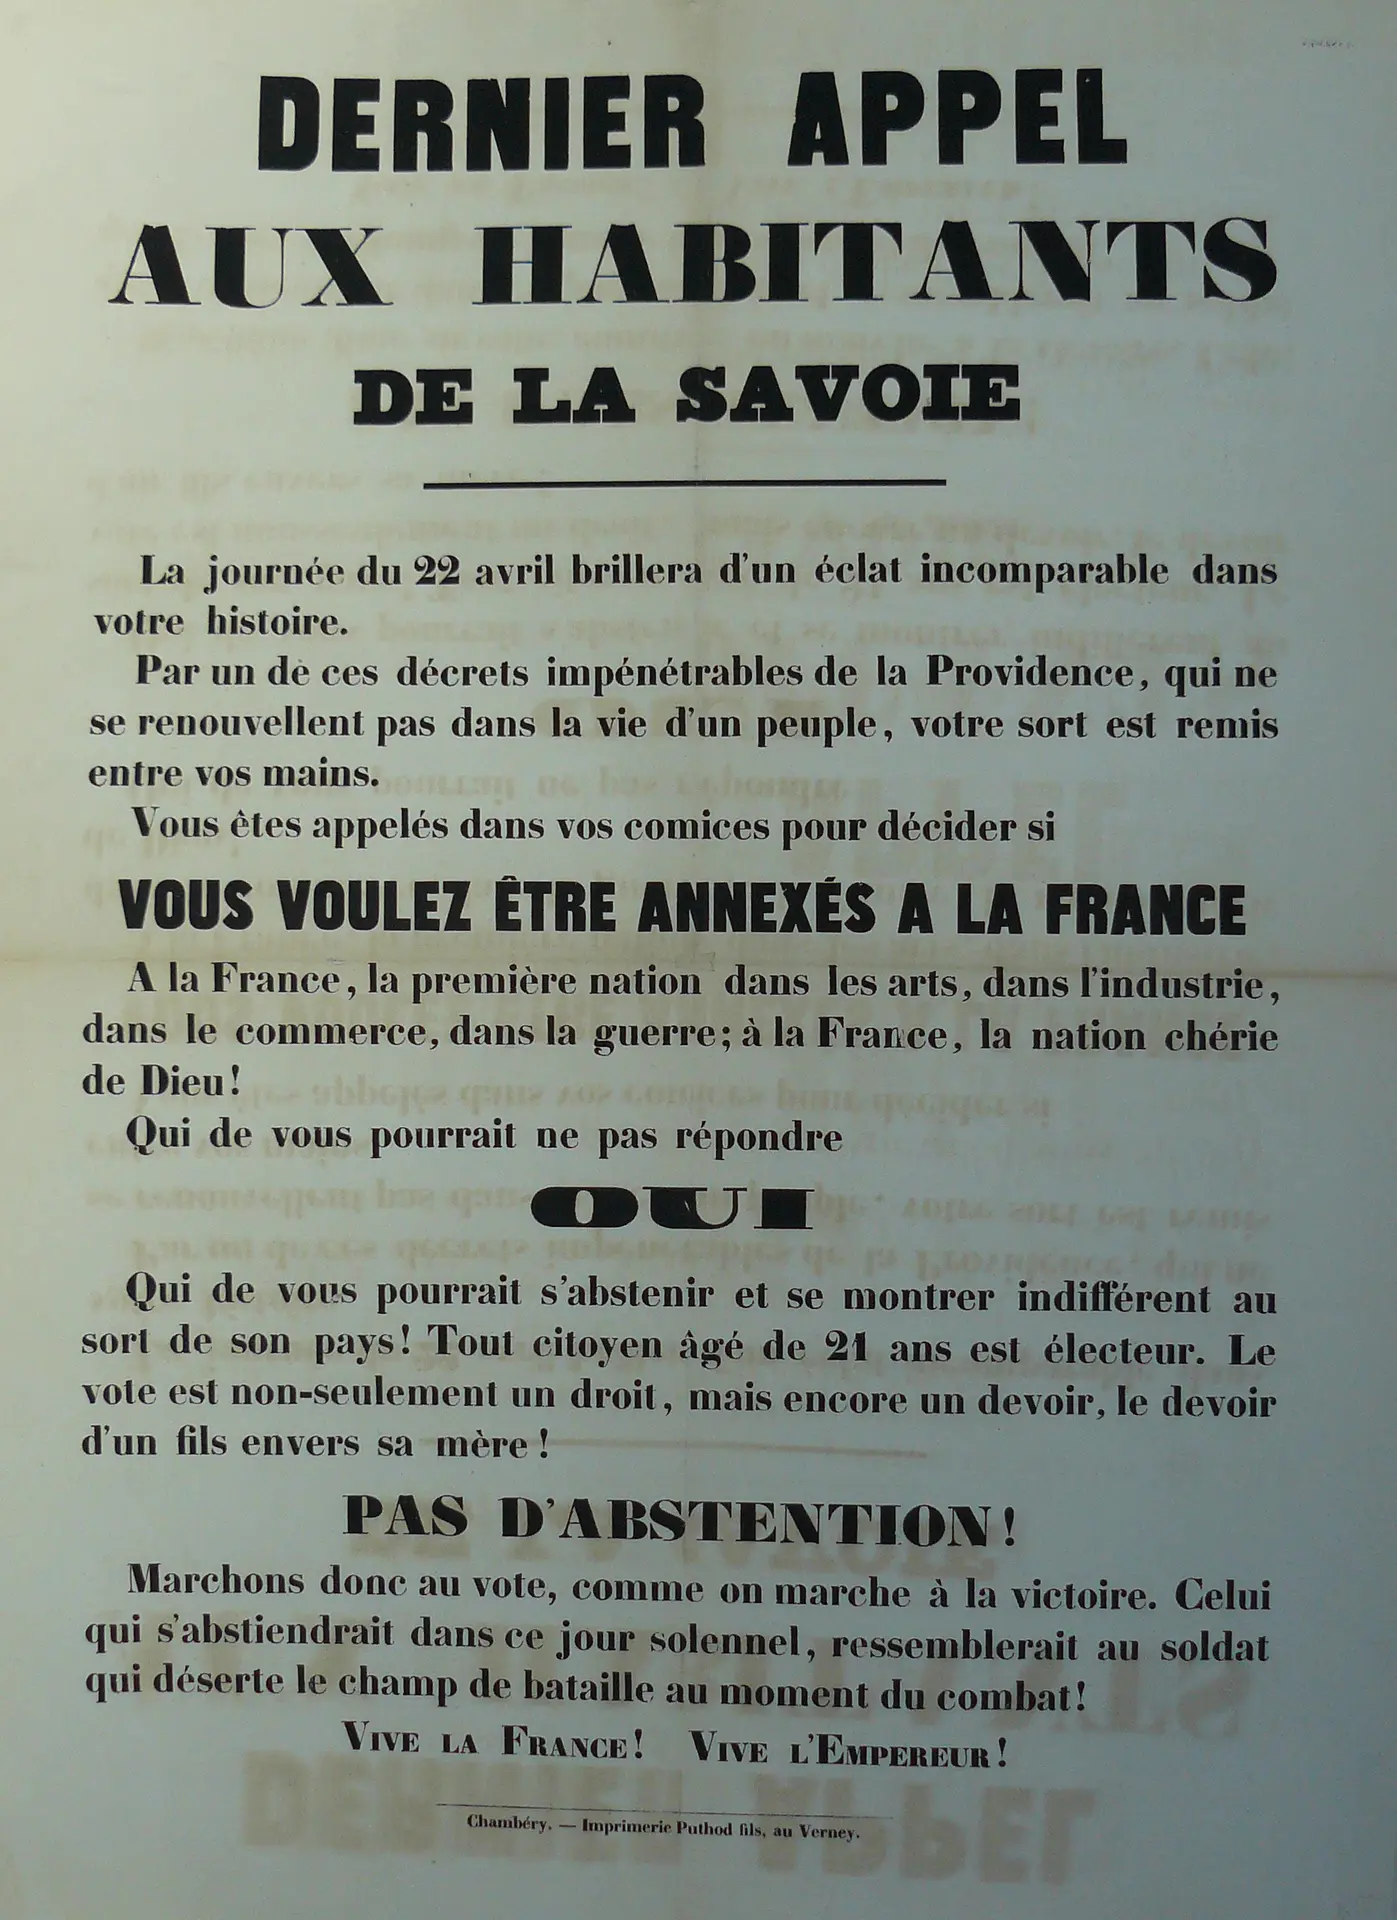 DERNIER APPEL
AUX HABITANTS
DE LA SAVOIE
La journée du 22 avril brillera d'un éclat incomparable dans
votre histoire.
Par un de ces décrets impénétrables de la Providence, qui ne
se renouvellent pas dans la vie d'un peuple, votre sort est remis
entre vos mains.
Vous êtes appelés dans vos comices pour décider si
VOUS VOULEZ ÊTRE ANNEXÉS A LA FRANCE
A la France, la première nation dans les arts, dans l'industrie,
dans le commerce, dans la guerre; à la France, la nation chérie
de Dieu!
Qui de vous pourrait ne pas répondre
OUI
Qui de vous pourrait s'abstenir et se montrer indifférent au
sort de son pays! Tout citoyen âgé de 21 ans est électeur. Le
vote est non-seulement un droit, mais encore un devoir, le devoir
d'un fils envers sa mère!
PAS D'ABSTENTION!
Marchons donc au vote, comme on marche à la victoire. Celui
qui s'abstiendrait dans ce jour solennel, ressemblerait au soldat
qui déserte le champ de bataille au moment du combat!
VIVE LA FRANCE! VIVE L'EMPEREUR!
Chambéry. — Imprimerie Puthod fils, au Verney.